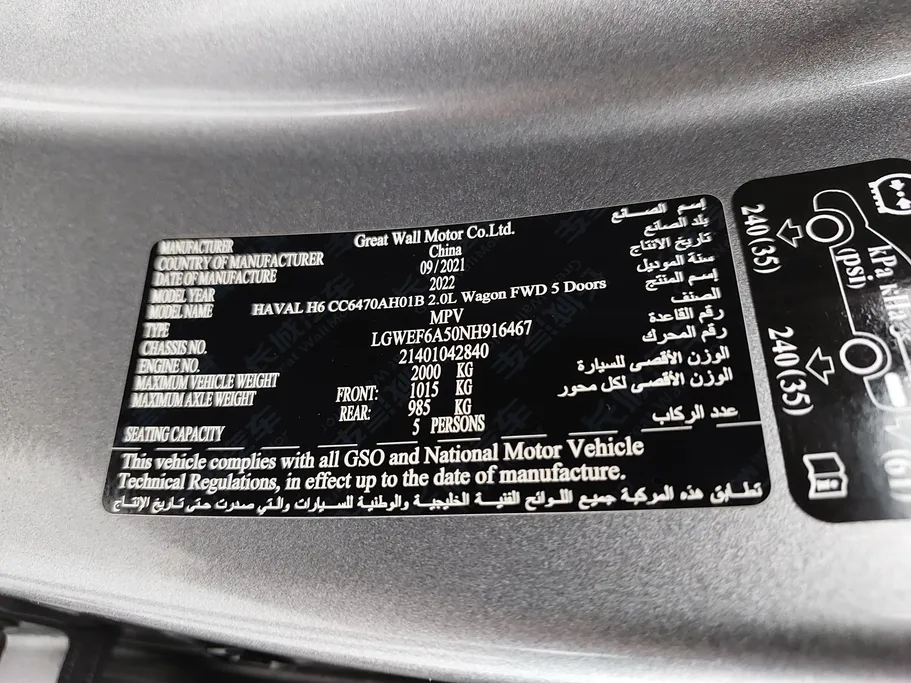 MANUFACTURER Great Wall Motor Co.Ltd. إسم الصانع
COUNTRY OF MANUFACTURER China بلد الصانع
DATE OF MANUFACTURE 09/2021 تاريخ الانتاج
MODEL YEAR 2022 سنة الموديل
MODEL NAME HAVAL H6 CC6470AH01B 2.0L Wagon FWD 5 Doors إسم المنتج
TYPE MPV الصنف
CHASSIS NO. LGWEF6A50NH916467 رقم القاعدة
ENGINE NO. 21401042840 رقم المحرك
MAXIMUM VEHICLE WEIGHT 2000 KG الوزن الأقصى للسيارة
MAXIMUM AXLE WEIGHT FRONT: 1015 KG الوزن الأقصى لكل محور
REAR: 985 KG
SEATING CAPACITY 5 PERSONS عدد الركاب
This vehicle complies with all GSO and National Motor Vehicle
Technical Regulations, in effect up to the date of manufacture.
تطابق هذه المركبة جميع اللوائح الفنية الخليجية والوطنية للسيارات والتي صدرت حتى تاريخ الإنتاج
240(35)
240(35)
kPa
(psi)